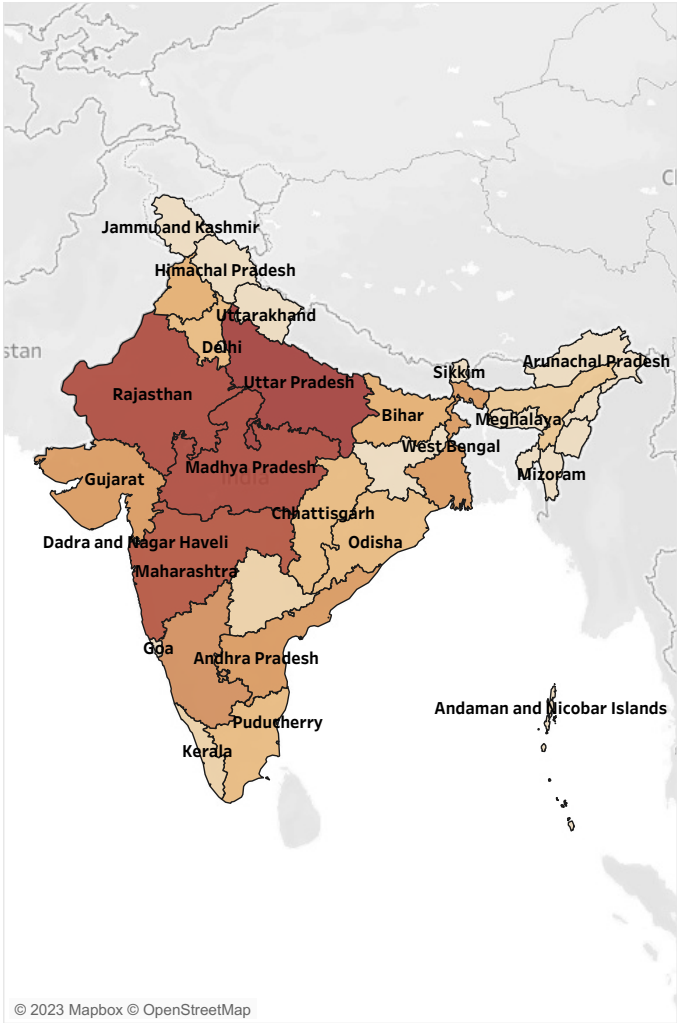 Jammu and Kashmir
Himachal Pradesh
Uttarakhand
stan
Delhi
Sikkim
Arunachal Pradesh
Uttar Pradesh
Rajasthan
Bihar
Meghalaya
West Bengal
Madhya Pradesh
India
Gujarat
Mizoram
Chhattisgarh
Dadra and Nagar Haveli
Odisha
Maharashtra
Goa
Andhra Pradesh
Andaman and Nicobar Islands
Puducherry
Kerala
© 2023 Mapbox © OpenStreetMap